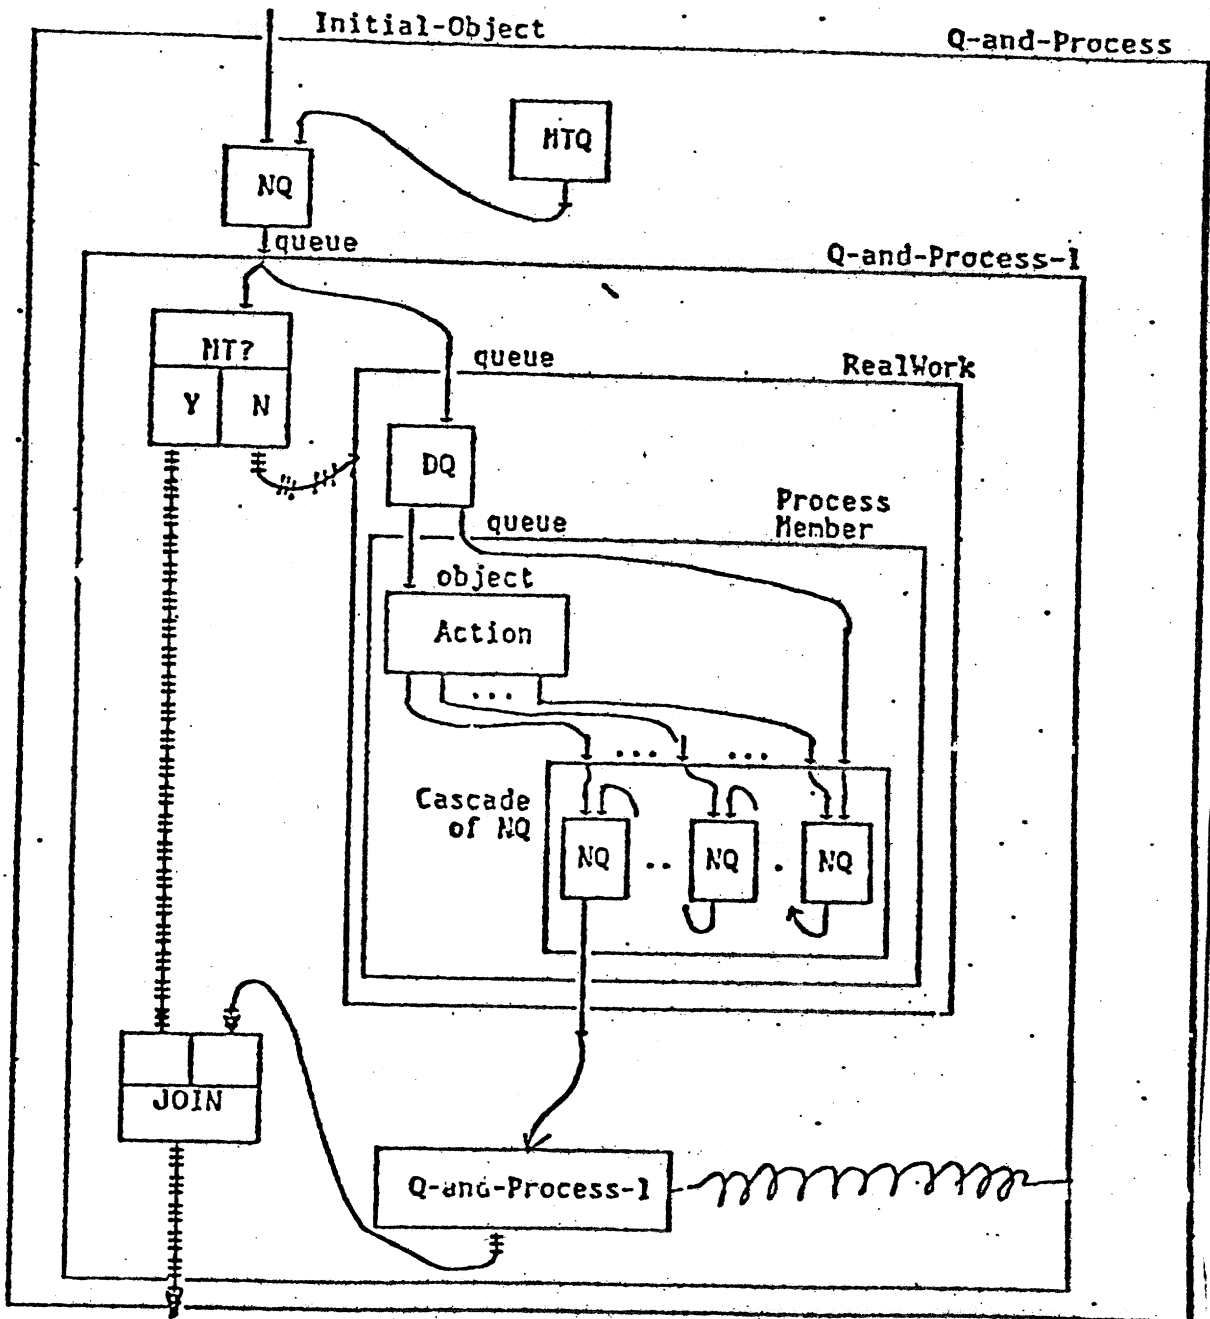 Initial-Object
Q-and-Process
MTQ
NQ
queue
Q-and-Process-1
MT?
Y N
queue
RealWork
DQ
queue
Process
Member
object
Action
...
... ...
Cascade
of NQ
NQ .. NQ . NQ
JOIN
Q-and-Process-1